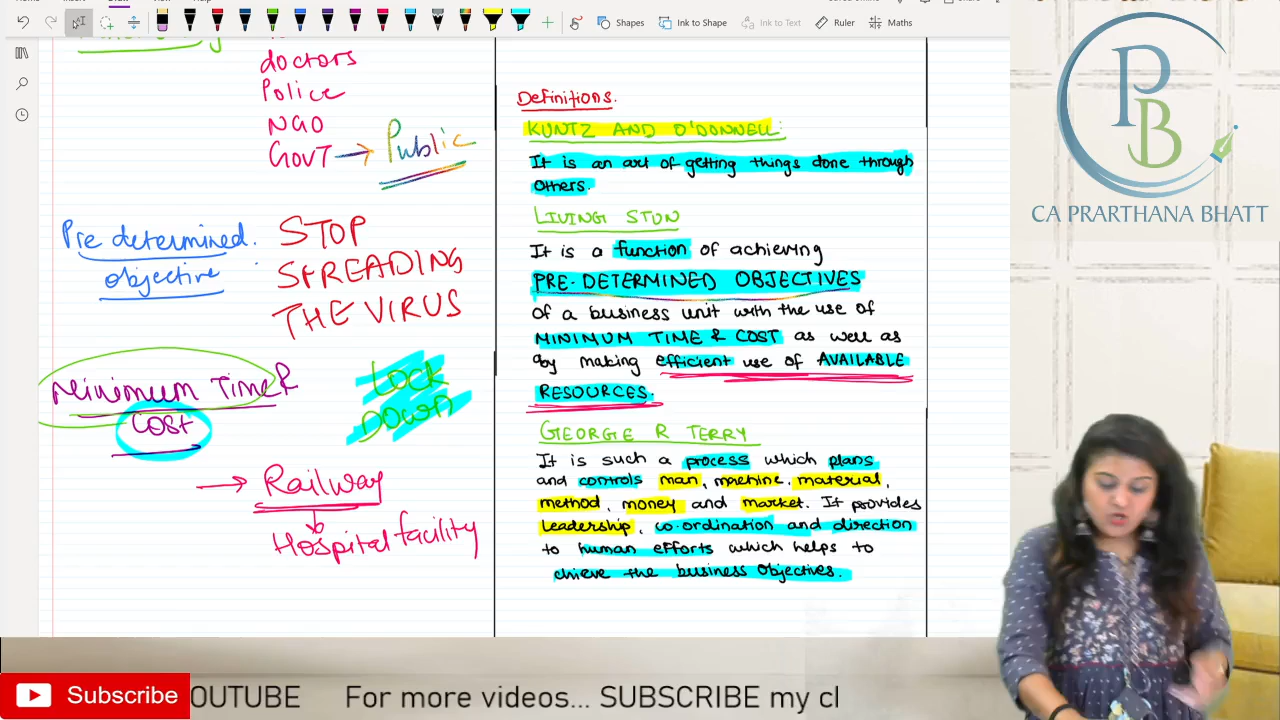 Draw
Shapes
Ink to Shape
Ink to Text
Ruler
Maths
doctors
Police
NGO
GOVT → Public
Pre determined
objective
STOP
SPREADING
THE VIRUS
Minimum Time &
Cost
Lock
Down
→ Railway
Hospital facility
Definitions.
KUNTZ AND O'DONNELL:
It is an art of getting things done through
others.
LIVING STON
It is a function of achieving
PRE-DETERMINED OBJECTIVES
of a business unit with the use of
MINIMUM TIME & COST as well as
by making efficient use of AVAILABLE
RESOURCES.
GEORGE R TERRY
It is such a process which plans
and controls man, machine, material,
method, money and market. It provides
leadership, co-ordination and direction
to human efforts which helps to
chieve the business objectives.
PB
CA PRARTHANA BHATT
Subscribe
OUTUBE For more videos... SUBSCRIBE my cl